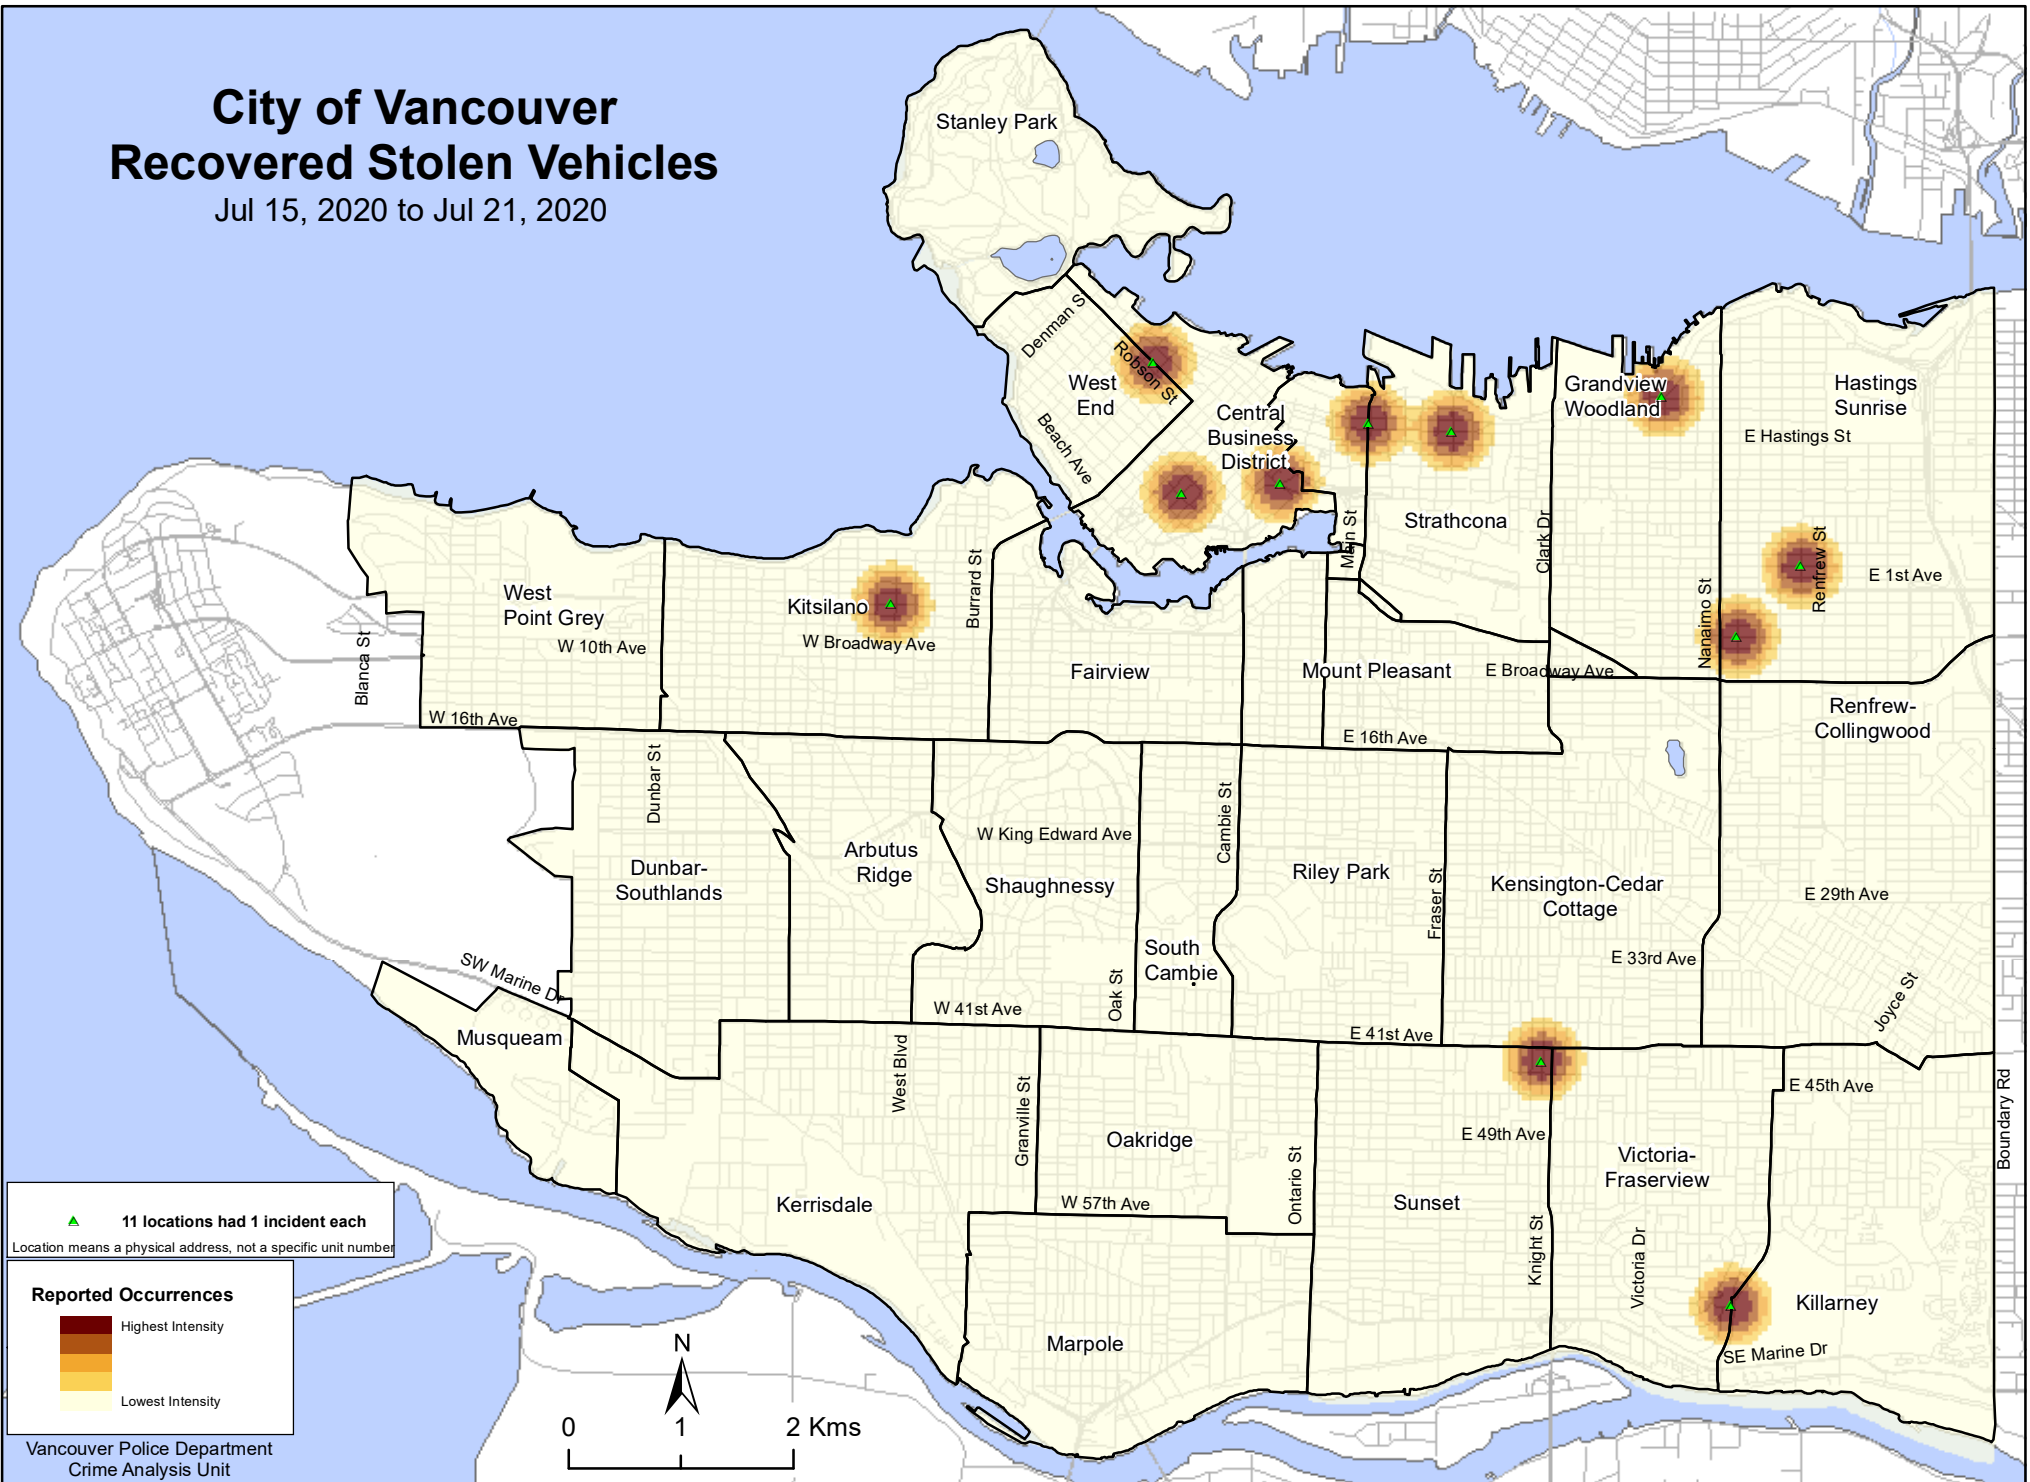 City of Vancouver
Recovered Stolen Vehicles
Jul 15, 2020 to Jul 21, 2020
Stanley Park
Denman S
Robson St
West
End
Beach Ave
Central
Business
District
Grandview
Woodland
Hastings
Sunrise
E Hastings St
Strathcona
Main St
Clark Dr
Nanaimo St
Renfrew St
E 1st Ave
West
Point Grey
W 10th Ave
Blanca St
W 16th Ave
Kitsilano
W Broadway Ave
Burrard St
Fairview
Mount Pleasant
E Broadway Ave
E 16th Ave
Renfrew-
Collingwood
Dunbar St
Dunbar-
Southlands
Arbutus
Ridge
W King Edward Ave
Shaughnessy
Cambie St
South
Cambie
Oak St
W 41st Ave
Riley Park
Fraser St
Kensington-Cedar
Cottage
E 29th Ave
E 33rd Ave
Joyce St
E 41st Ave
SW Marine Dr
Musqueam
West Blvd
Granville St
Oakridge
W 57th Ave
Ontario St
Kerrisdale
Marpole
Sunset
E 49th Ave
Knight St
Victoria-
Fraserview
Victoria Dr
E 45th Ave
Killarney
SE Marine Dr
Boundary Rd
11 locations had 1 incident each
Location means a physical address, not a specific unit number
Reported Occurrences
Highest Intensity
Lowest Intensity
Vancouver Police Department
Crime Analysis Unit
N
0 1 2 Kms